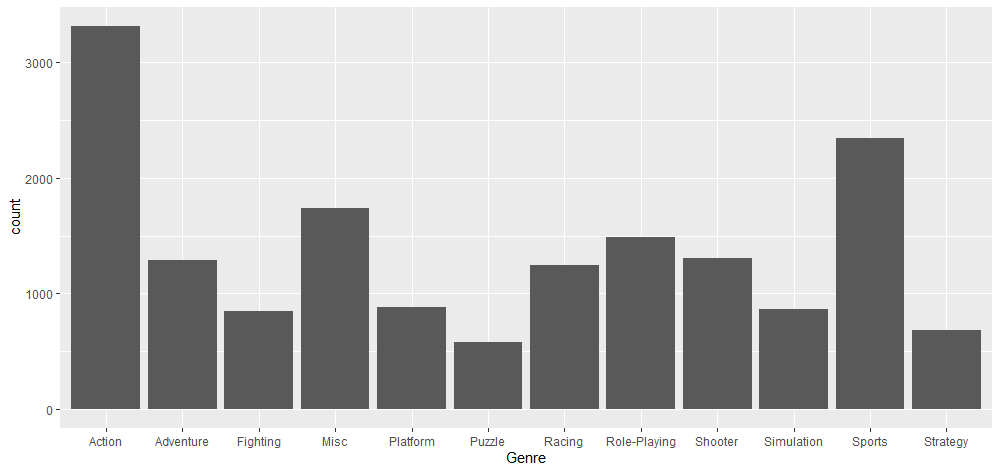 3000
2000
1000
0
count
Action Adventure Fighting Misc Platform Puzzle Racing Role-Playing Shooter Simulation Sports Strategy
Genre